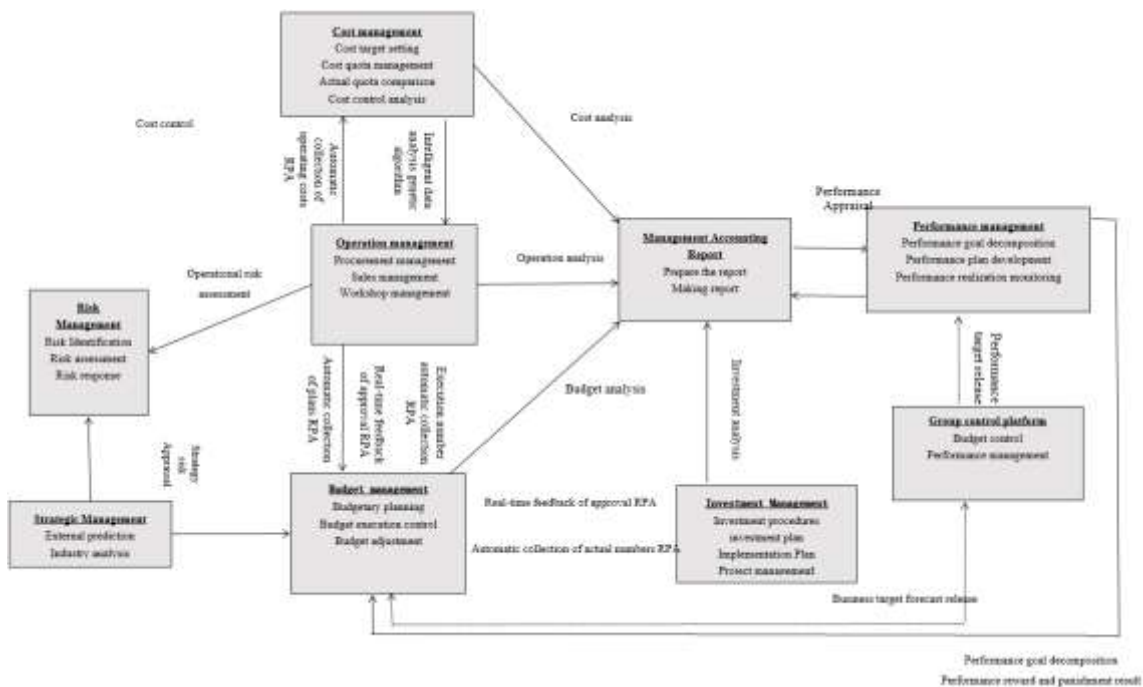 Cost management
Cost target setting
Cost quota management
Actual quota comparison
Cost control analysis
Cost control
Automatic
collection of
operating costs
RPA
Intelligent data
analysis genetic
algorithm
Cost analysis
Performance
Appraisal
Operation management
Procurement management
Sales management
Workshop management
Operation analysis
Management Accounting
Report
Prepare the report
Making report
Performance management
Performance goal decomposition
Performance plan development
Performance realization monitoring
Operational risk
assessment
Risk
Management
Risk Identification
Risk assessment
Risk response
Automatic collection
of plans RPA
Real-time feedback
of approval RPA
Execution number
automatic collection
RPA
Budget analysis
Investment analysis
Performance
target release
Group control platform
Budget control
Performance management
Strategy
risk
Appraisal
Strategic Management
External prediction
Industry analysis
Budget management
Budgetary planning
Budget execution control
Budget adjustment
Real-time feedback of approval RPA
Automatic collection of actual numbers RPA
Investment Management
Investment procedures
investment plan
Implementation Plan
Project management
Business target forecast release
Performance goal decomposition
Performance reward and punishment result